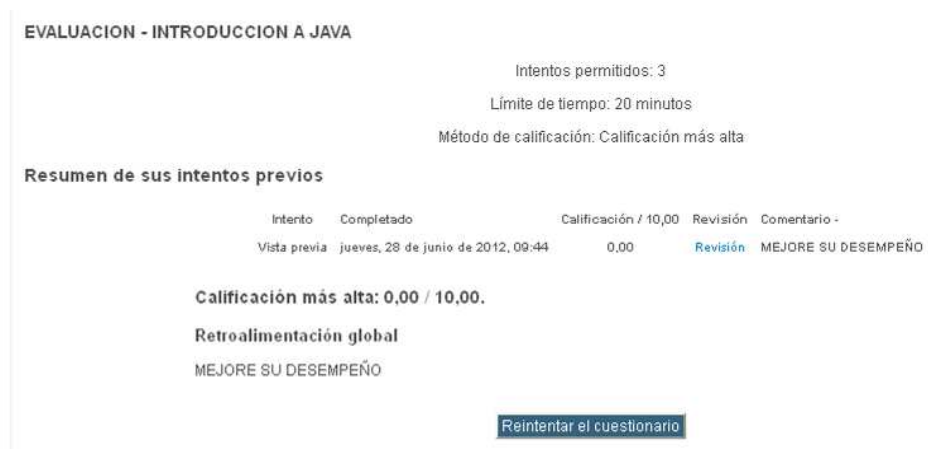 EVALUACION - INTRODUCCION A JAVA
Intentos permitidos: 3
Límite de tiempo: 20 minutos
Método de calificación: Calificación más alta
Resumen de sus intentos previos
Intento Completado Calificación / 10,00 Revisión Comentario -
Vista previa jueves, 28 de junio de 2012, 09:44 0,00 Revisión MEJORE SU DESEMPEÑO
Calificación más alta: 0,00 / 10,00.
Retroalimentación global
MEJORE SU DESEMPEÑO
Reintentar el cuestionario